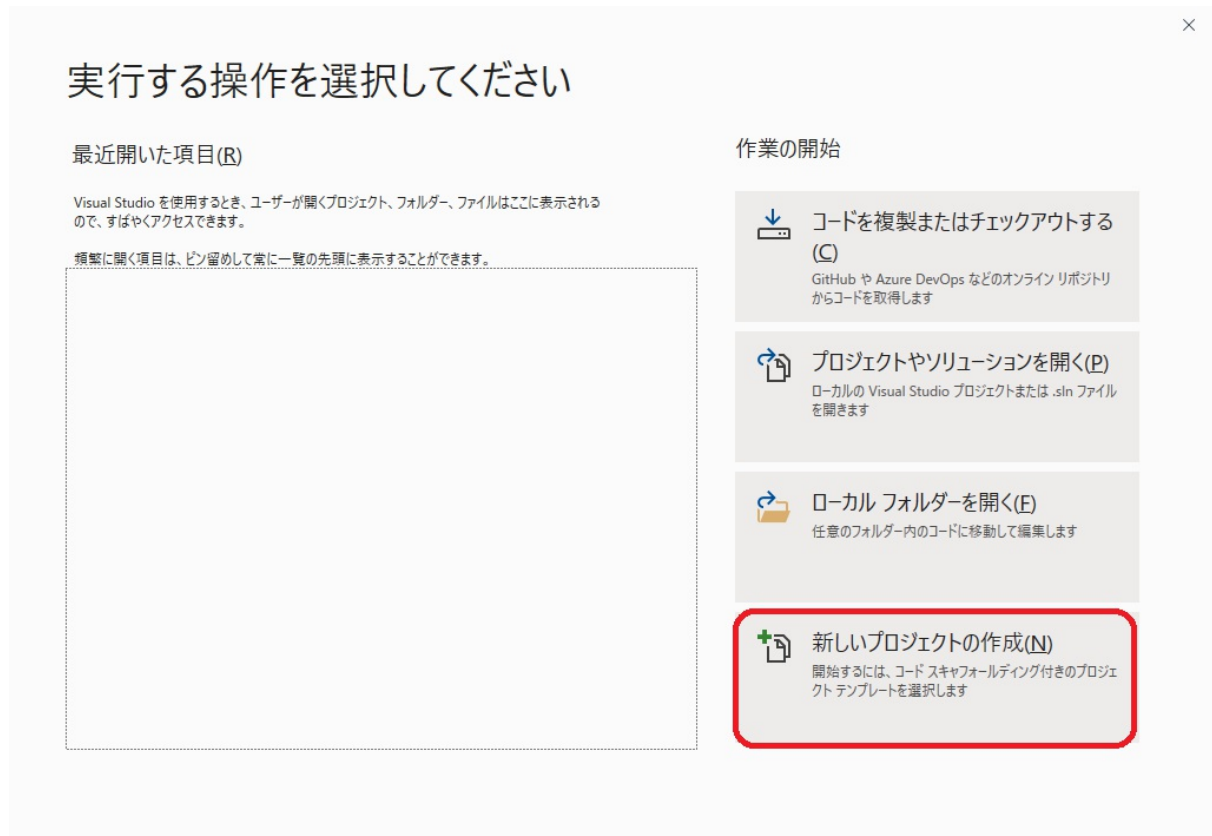 実行する操作を選択してください
最近開いた項目(R)
Visual Studio を使用するとき、ユーザーが開くプロジェクト、フォルダー、ファイルはここに表示される
ので、すばやくアクセスできます。
頻繁に開く項目は、ピン留めして常に一覧の先頭に表示することができます。
作業の開始
コードを複製またはチェックアウトする
(C)
GitHub や Azure DevOps などのオンライン リポジトリ
からコードを取得します
プロジェクトやソリューションを開く(P)
ローカルの Visual Studio プロジェクトまたは .sln ファイル
を開きます
ローカル フォルダーを開く(F)
任意のフォルダー内のコードに移動して編集します
新しいプロジェクトの作成(N)
開始するには、コード スキャフォールディング付きのプロジェ
クト テンプレートを選択します